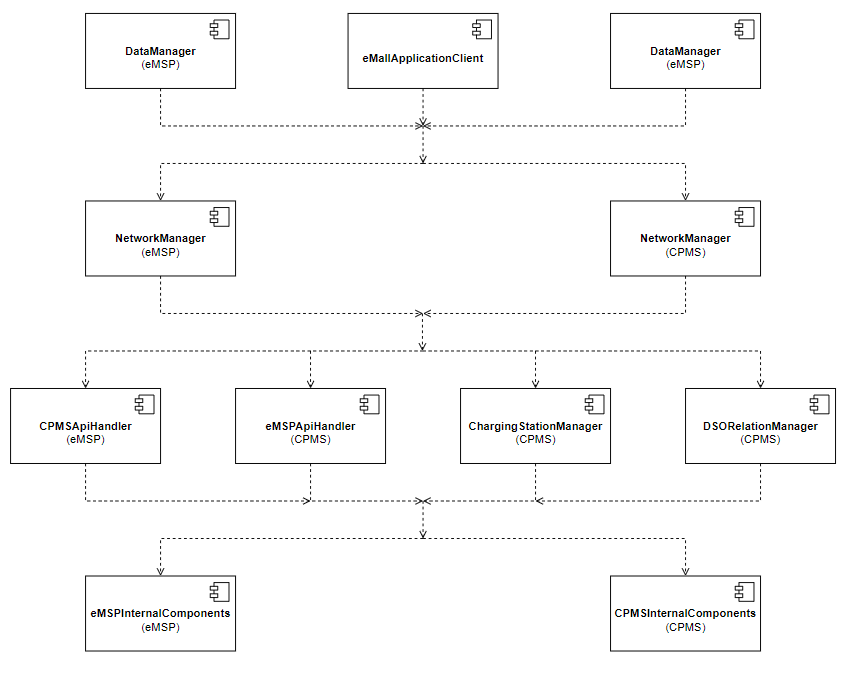 DataManager
(eMSP)
eMallApplicationClient
DataManager
(eMSP)
NetworkManager
(eMSP)
NetworkManager
(CPMS)
CPMSApiHandler
(eMSP)
eMSPApiHandler
(CPMS)
ChargingStationManager
(CPMS)
DSORelationManager
(CPMS)
eMSPInternalComponents
(eMSP)
CPMSInternalComponents
(CPMS)